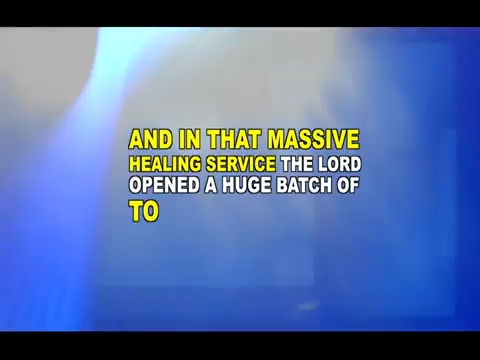 AND IN THAT MASSIVE
HEALING SERVICE THE LORD
OPENED A HUGE BATCH OF
TO